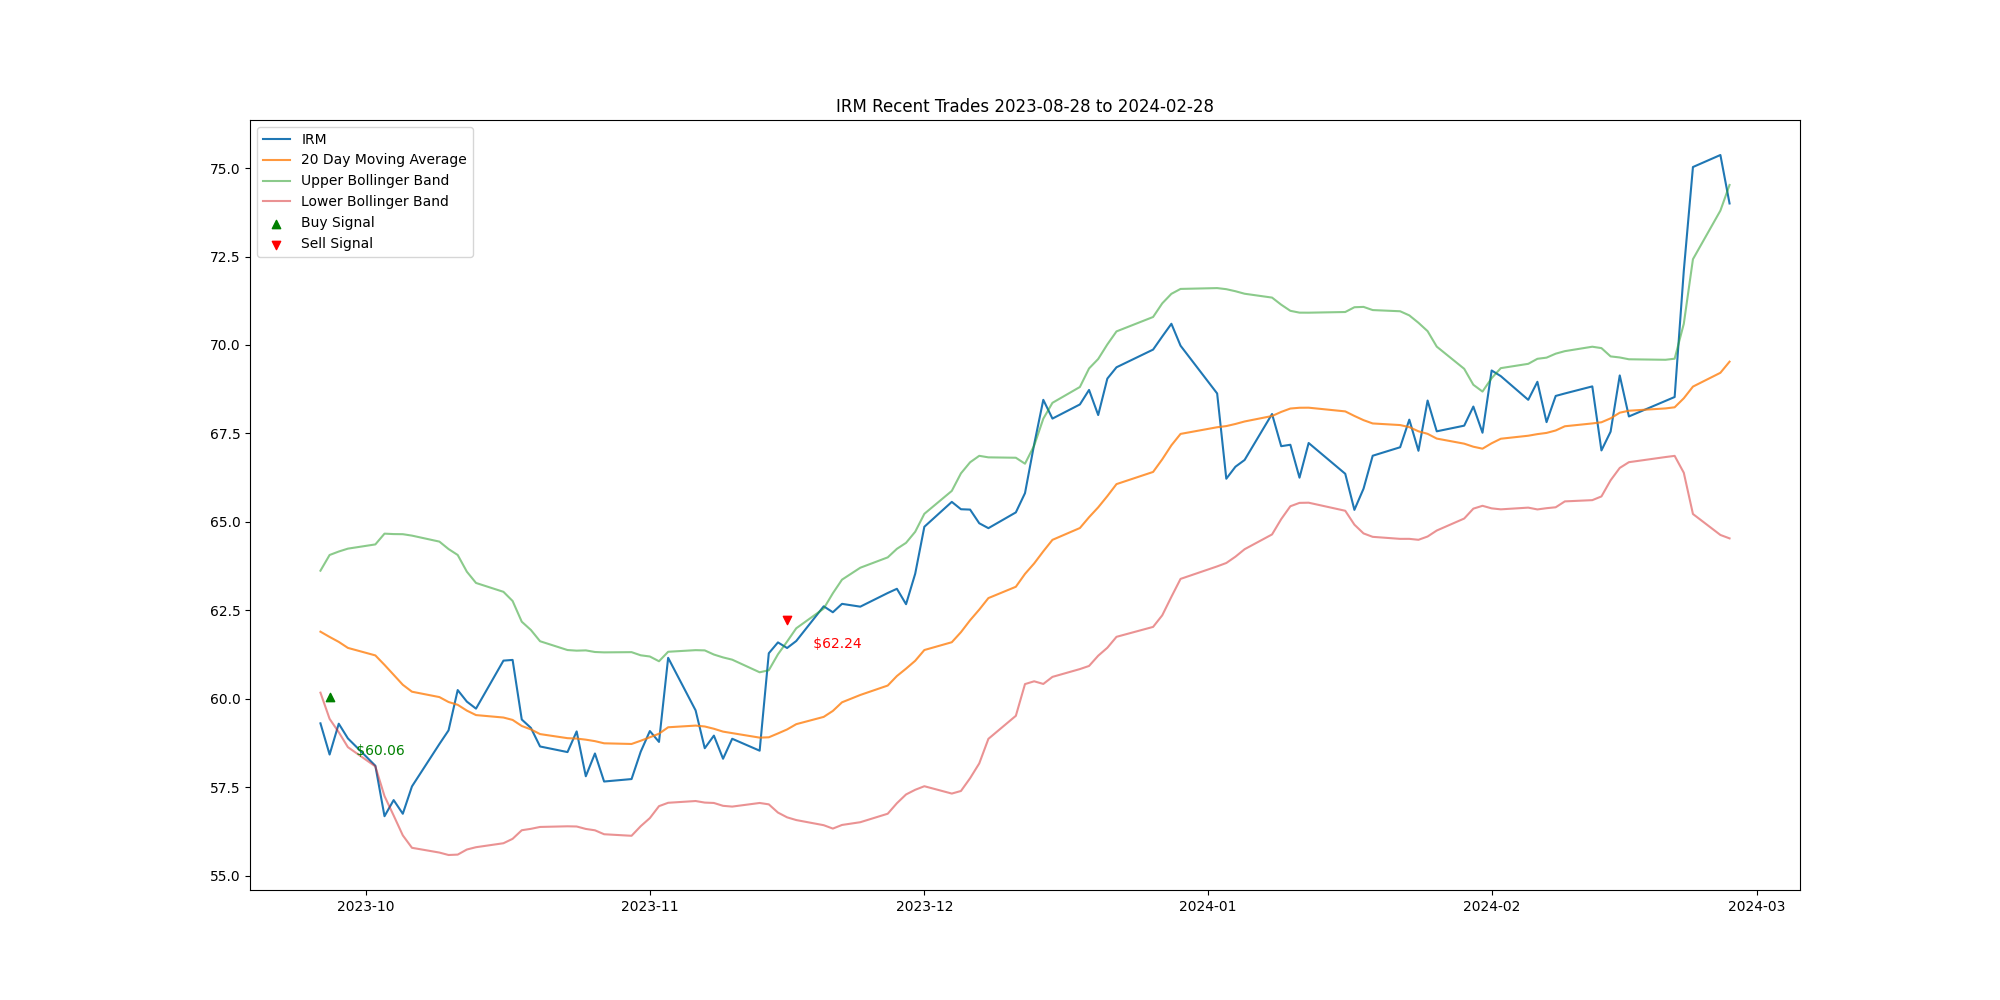 IRM Recent Trades 2023-08-28 to 2024-02-28
IRM
20 Day Moving Average
Upper Bollinger Band
Lower Bollinger Band
Buy Signal
Sell Signal
75.0
72.5
70.0
67.5
65.0
62.5
60.0
57.5
55.0
$62.24
$60.06
2023-10
2023-11
2023-12
2024-01
2024-02
2024-03